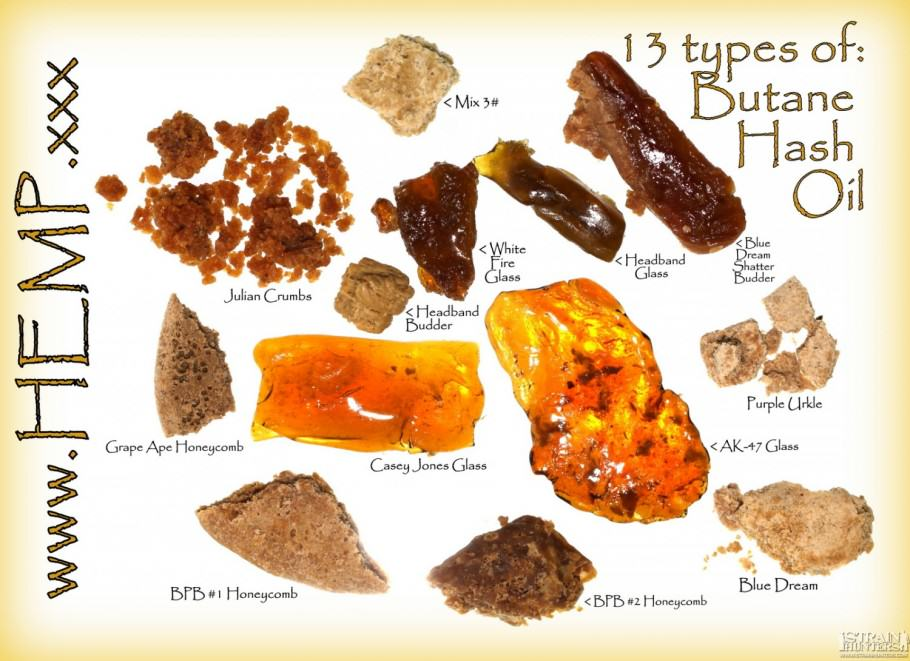 13 types of:
Butane
Hash
Oil
www.HEMP.xxx
< Mix 3#
Julian Crumbs
< White
Fire
Glass
< Headband
Glass
< Blue
Dream
Shatter
Budder
< Headband
Budder
Purple Urkle
Grape Ape Honeycomb
Casey Jones Glass
< AK-47 Glass
BPB #1 Honeycomb
< BPB #2 Honeycomb
Blue Dream
STRAIN
HUNTERS